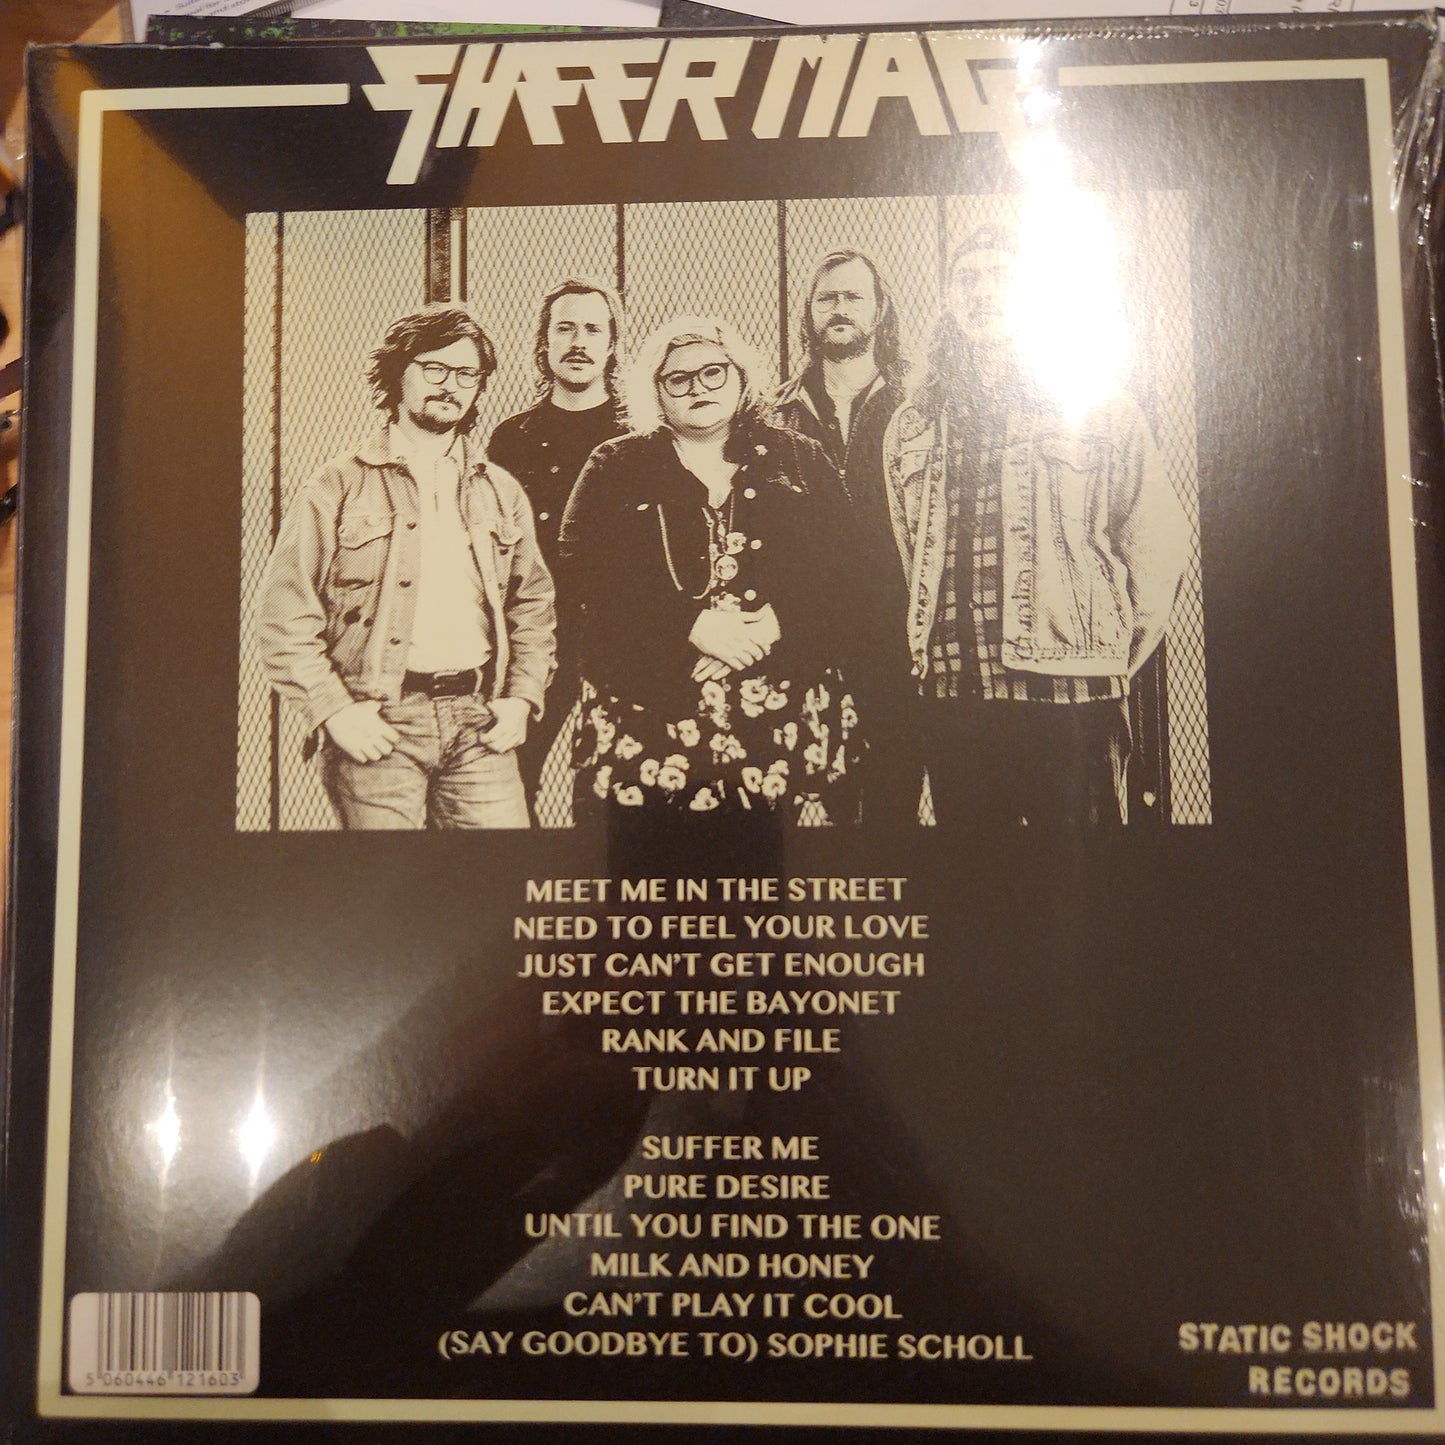 SHEER MAG
MEET ME IN THE STREET
NEED TO FEEL YOUR LOVE
JUST CAN'T GET ENOUGH
EXPECT THE BAYONET
RANK AND FILE
TURN IT UP
SUFFER ME
PURE DESIRE
UNTIL YOU FIND THE ONE
MILK AND HONEY
CAN'T PLAY IT COOL
(SAY GOODBYE TO) SOPHIE SCHOLL
5 060446 121603
STATIC SHOCK
RECORDS